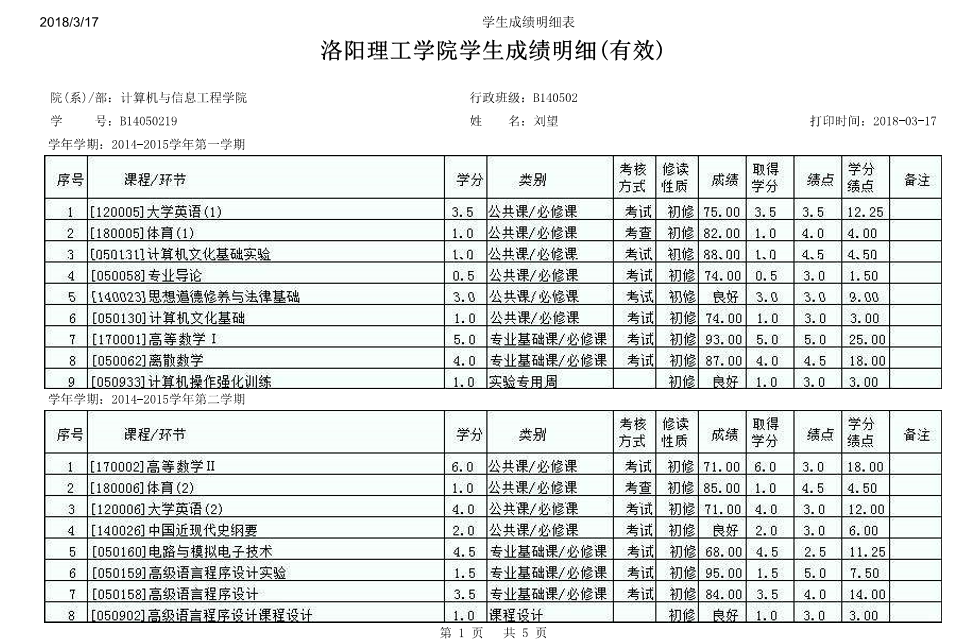 2018/3/17 学生成绩明细表
洛阳理工学院学生成绩明细(有效)
院(系)/部：计算机与信息工程学院 行政班级：B140502
学 号：B14050219 姓 名：刘望 打印时间：2018-03-17
学年学期：2014-2015学年第一学期
序号 课程/环节 学分 类别 考核方式 修读性质 成绩 取得学分 绩点 学分绩点 备注
1 [120005]大学英语(1) 3.5 公共课/必修课 考试 初修 75.00 3.5 3.5 12.25
2 [180005]体育(1) 1.0 公共课/必修课 考查 初修 82.00 1.0 4.0 4.00
3 [050131]计算机文化基础实验 1.0 公共课/必修课 考试 初修 88.00 1.0 4.5 4.50
4 [050058]专业导论 0.5 公共课/必修课 考试 初修 74.00 0.5 3.0 1.50
5 [140023]思想道德修养与法律基础 3.0 公共课/必修课 考试 初修 良好 3.0 3.0 9.00
6 [050130]计算机文化基础 1.0 公共课/必修课 考试 初修 74.00 1.0 3.0 3.00
7 [170001]高等数学Ⅰ 5.0 专业基础课/必修课 考试 初修 93.00 5.0 5.0 25.00
8 [050062]离散数学 4.0 专业基础课/必修课 考试 初修 87.00 4.0 4.5 18.00
9 [050933]计算机操作强化训练 1.0 实验专用周 初修 良好 1.0 3.0 3.00
学年学期：2014-2015学年第二学期
序号 课程/环节 学分 类别 考核方式 修读性质 成绩 取得学分 绩点 学分绩点 备注
1 [170002]高等数学Ⅱ 6.0 公共课/必修课 考试 初修 71.00 6.0 3.0 18.00
2 [180006]体育(2) 1.0 公共课/必修课 考查 初修 85.00 1.0 4.5 4.50
3 [120006]大学英语(2) 4.0 公共课/必修课 考试 初修 71.00 4.0 3.0 12.00
4 [140026]中国近现代史纲要 2.0 公共课/必修课 考试 初修 良好 2.0 3.0 6.00
5 [050160]电路与模拟电子技术 4.5 专业基础课/必修课 考试 初修 68.00 4.5 2.5 11.25
6 [050159]高级语言程序设计实验 1.5 专业基础课/必修课 考试 初修 95.00 1.5 5.0 7.50
7 [050158]高级语言程序设计 3.5 专业基础课/必修课 考试 初修 84.00 3.5 4.0 14.00
8 [050902]高级语言程序设计课程设计 1.0 课程设计 初修 良好 1.0 3.0 3.00
第 1 页 共 5 页